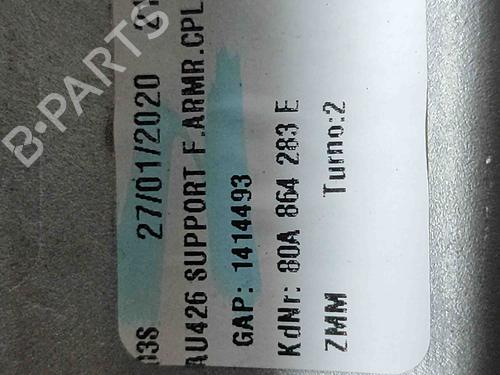 03S 27/01/2020
AU426 SUPPORT F.ARMR.CPL
GAP: 1414493
KdNr: 80A 864 283 E
ZMM Turno:2
B-PARTS